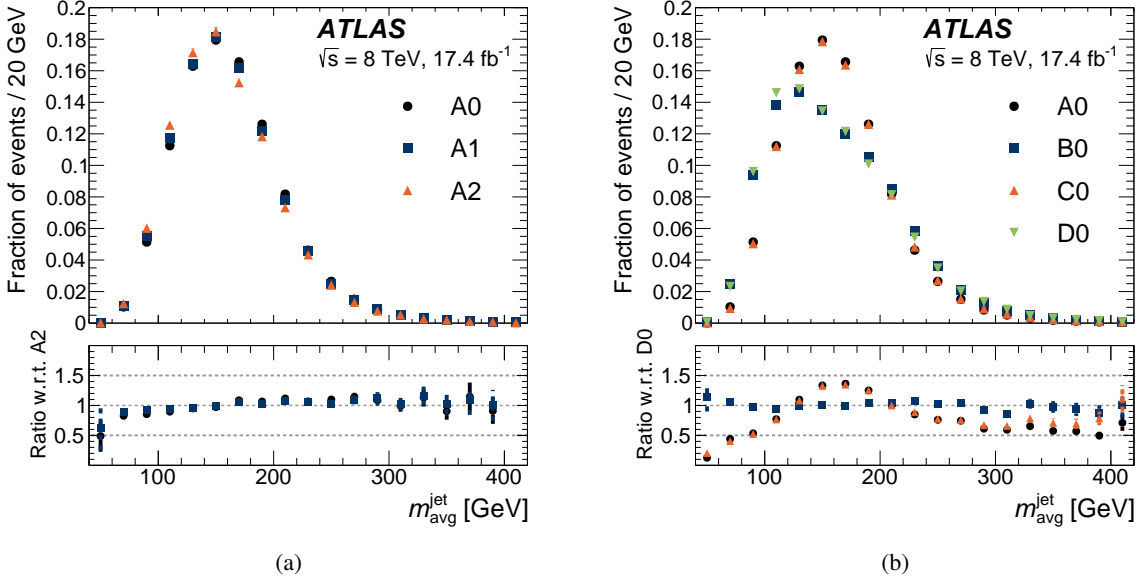 Fraction of events / 20 GeV
0.2
0.18
0.16
0.14
0.12
0.1
0.08
0.06
0.04
0.02
0
ATLAS
√s = 8 TeV, 17.4 fb⁻¹
A0
A1
A2
Ratio w.r.t. A2
1.5
1
0.5
100 200 300 400
m_avg^jet [GeV]
(a)
Fraction of events / 20 GeV
0.2
0.18
0.16
0.14
0.12
0.1
0.08
0.06
0.04
0.02
0
ATLAS
√s = 8 TeV, 17.4 fb⁻¹
A0
B0
C0
D0
Ratio w.r.t. D0
1.5
1
0.5
100 200 300 400
m_avg^jet [GeV]
(b)